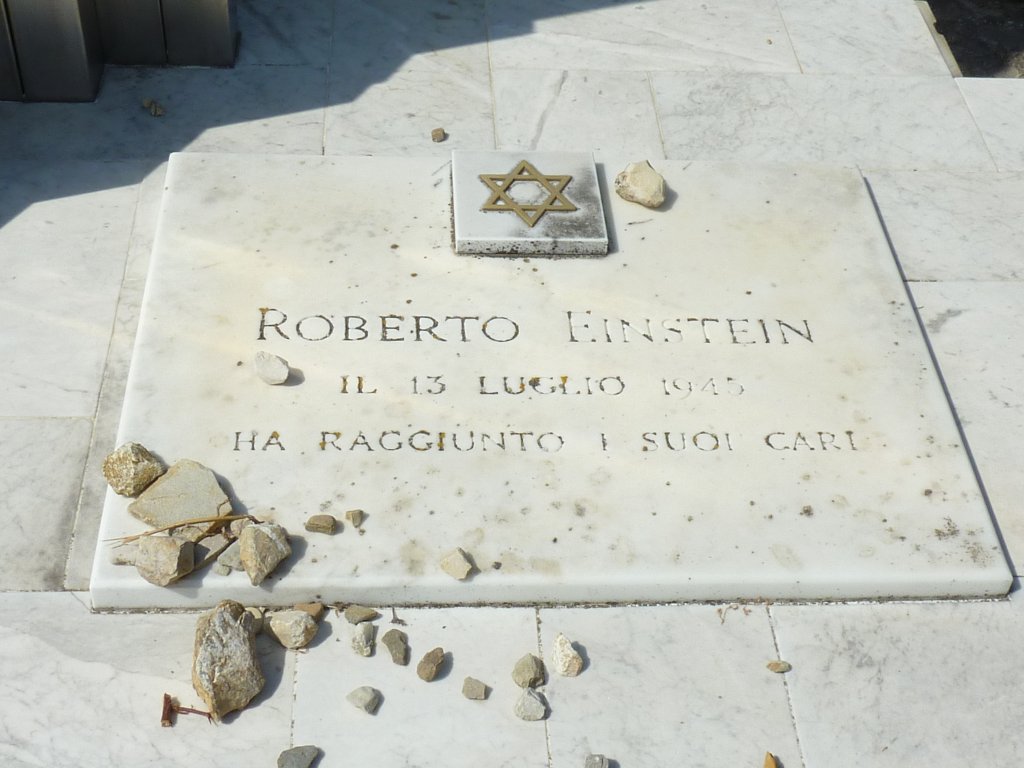 ROBERTO EINSTEIN
IL 13 LUGLIO 1945
HA RAGGIUNTO I SUOI CARI